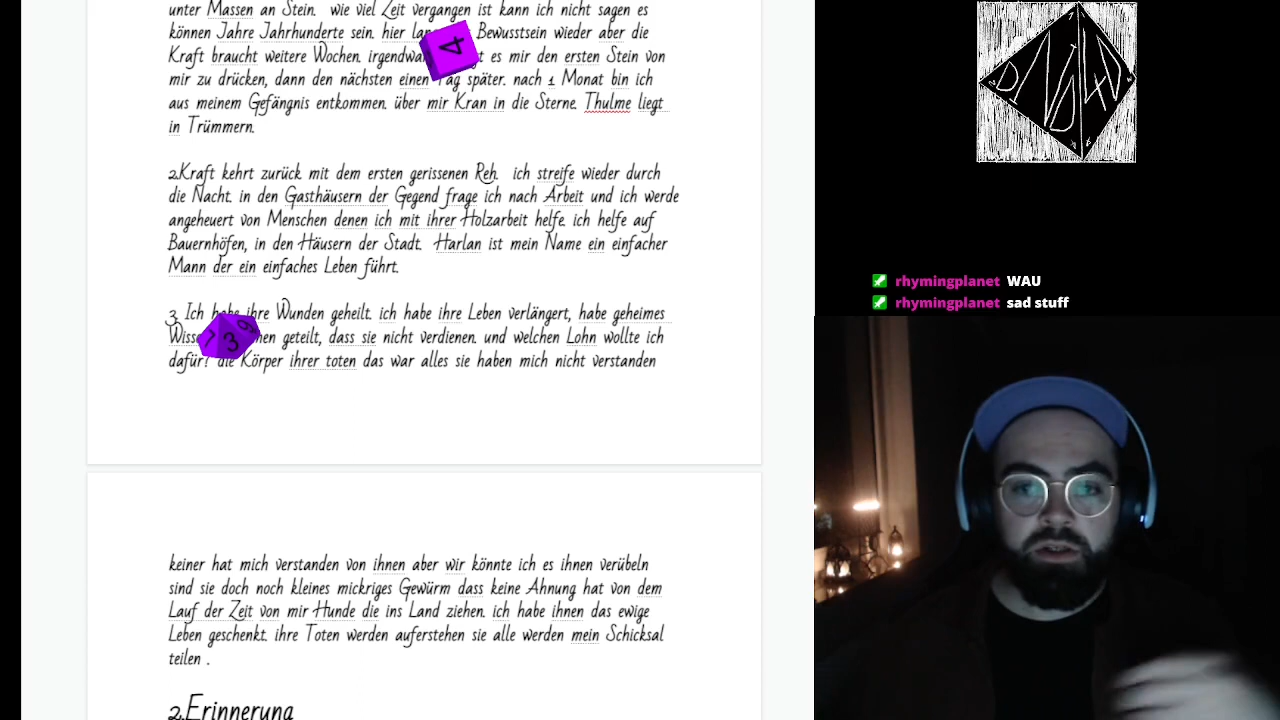 unter Massen an Stein. wie viel Zeit vergangen ist kann ich nicht sagen es
können Jahre Jahrhunderte sein. hier Bewusstsein wieder aber die
Kraft braucht weitere Wochen. es mir den ersten Stein von
mir zu drücken, dann den nächsten einen Tag später. nach 1 Monat bin ich
aus meinem Gefängnis entkommen. über mir Kran in die Sterne. Thulme liegt
in Trümmern.
2.Kraft kehrt zurück mit dem ersten gerissenen Reh. ich streife wieder durch
die Nacht. in den Gasthäusern der Gegend frage ich nach Arbeit und ich werde
angeheuert von Menschen denen ich mit ihrer Holzarbeit helfe. ich helfe auf
Bauernhöfen, in den Häusern der Stadt. Harlan ist mein Name ein einfacher
Mann der ein einfaches Leben führt.
3. Ich habe ihre Wunden geheilt. ich habe ihre Leben verlängert, habe geheimes
geteilt, dass sie nicht verdienen. und welchen Lohn wollte ich
dafür? die Körper ihrer toten das war alles sie haben mich nicht verstanden
keiner hat mich verstanden von ihnen aber wir könnte ich es ihnen verübeln
sind sie doch noch kleines mickriges Gewürm dass keine Ahnung hat von dem
Lauf der Zeit von mir Hunde die ins Land ziehen. ich habe ihnen das ewige
Leben geschenkt. ihre Toten werden auferstehen sie alle werden mein Schicksal
teilen .
2.Erinnerung
4
7 3 9
rhymingplanet WAU
rhymingplanet sad stuff